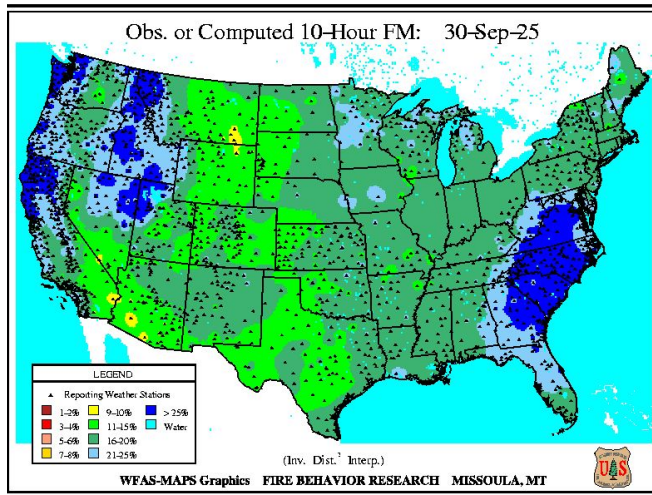 Obs. or Computed 10-Hour FM: 30-Sep-25
LEGEND
▲ Reporting Weather Stations
1-2% 9-10% > 25%
3-4% 11-15% Water
5-6% 16-20%
7-8% 21-25%
(Inv. Dist.² Interp.)
WFAS-MAPS Graphics FIRE BEHAVIOR RESEARCH MISSOULA, MT
U S